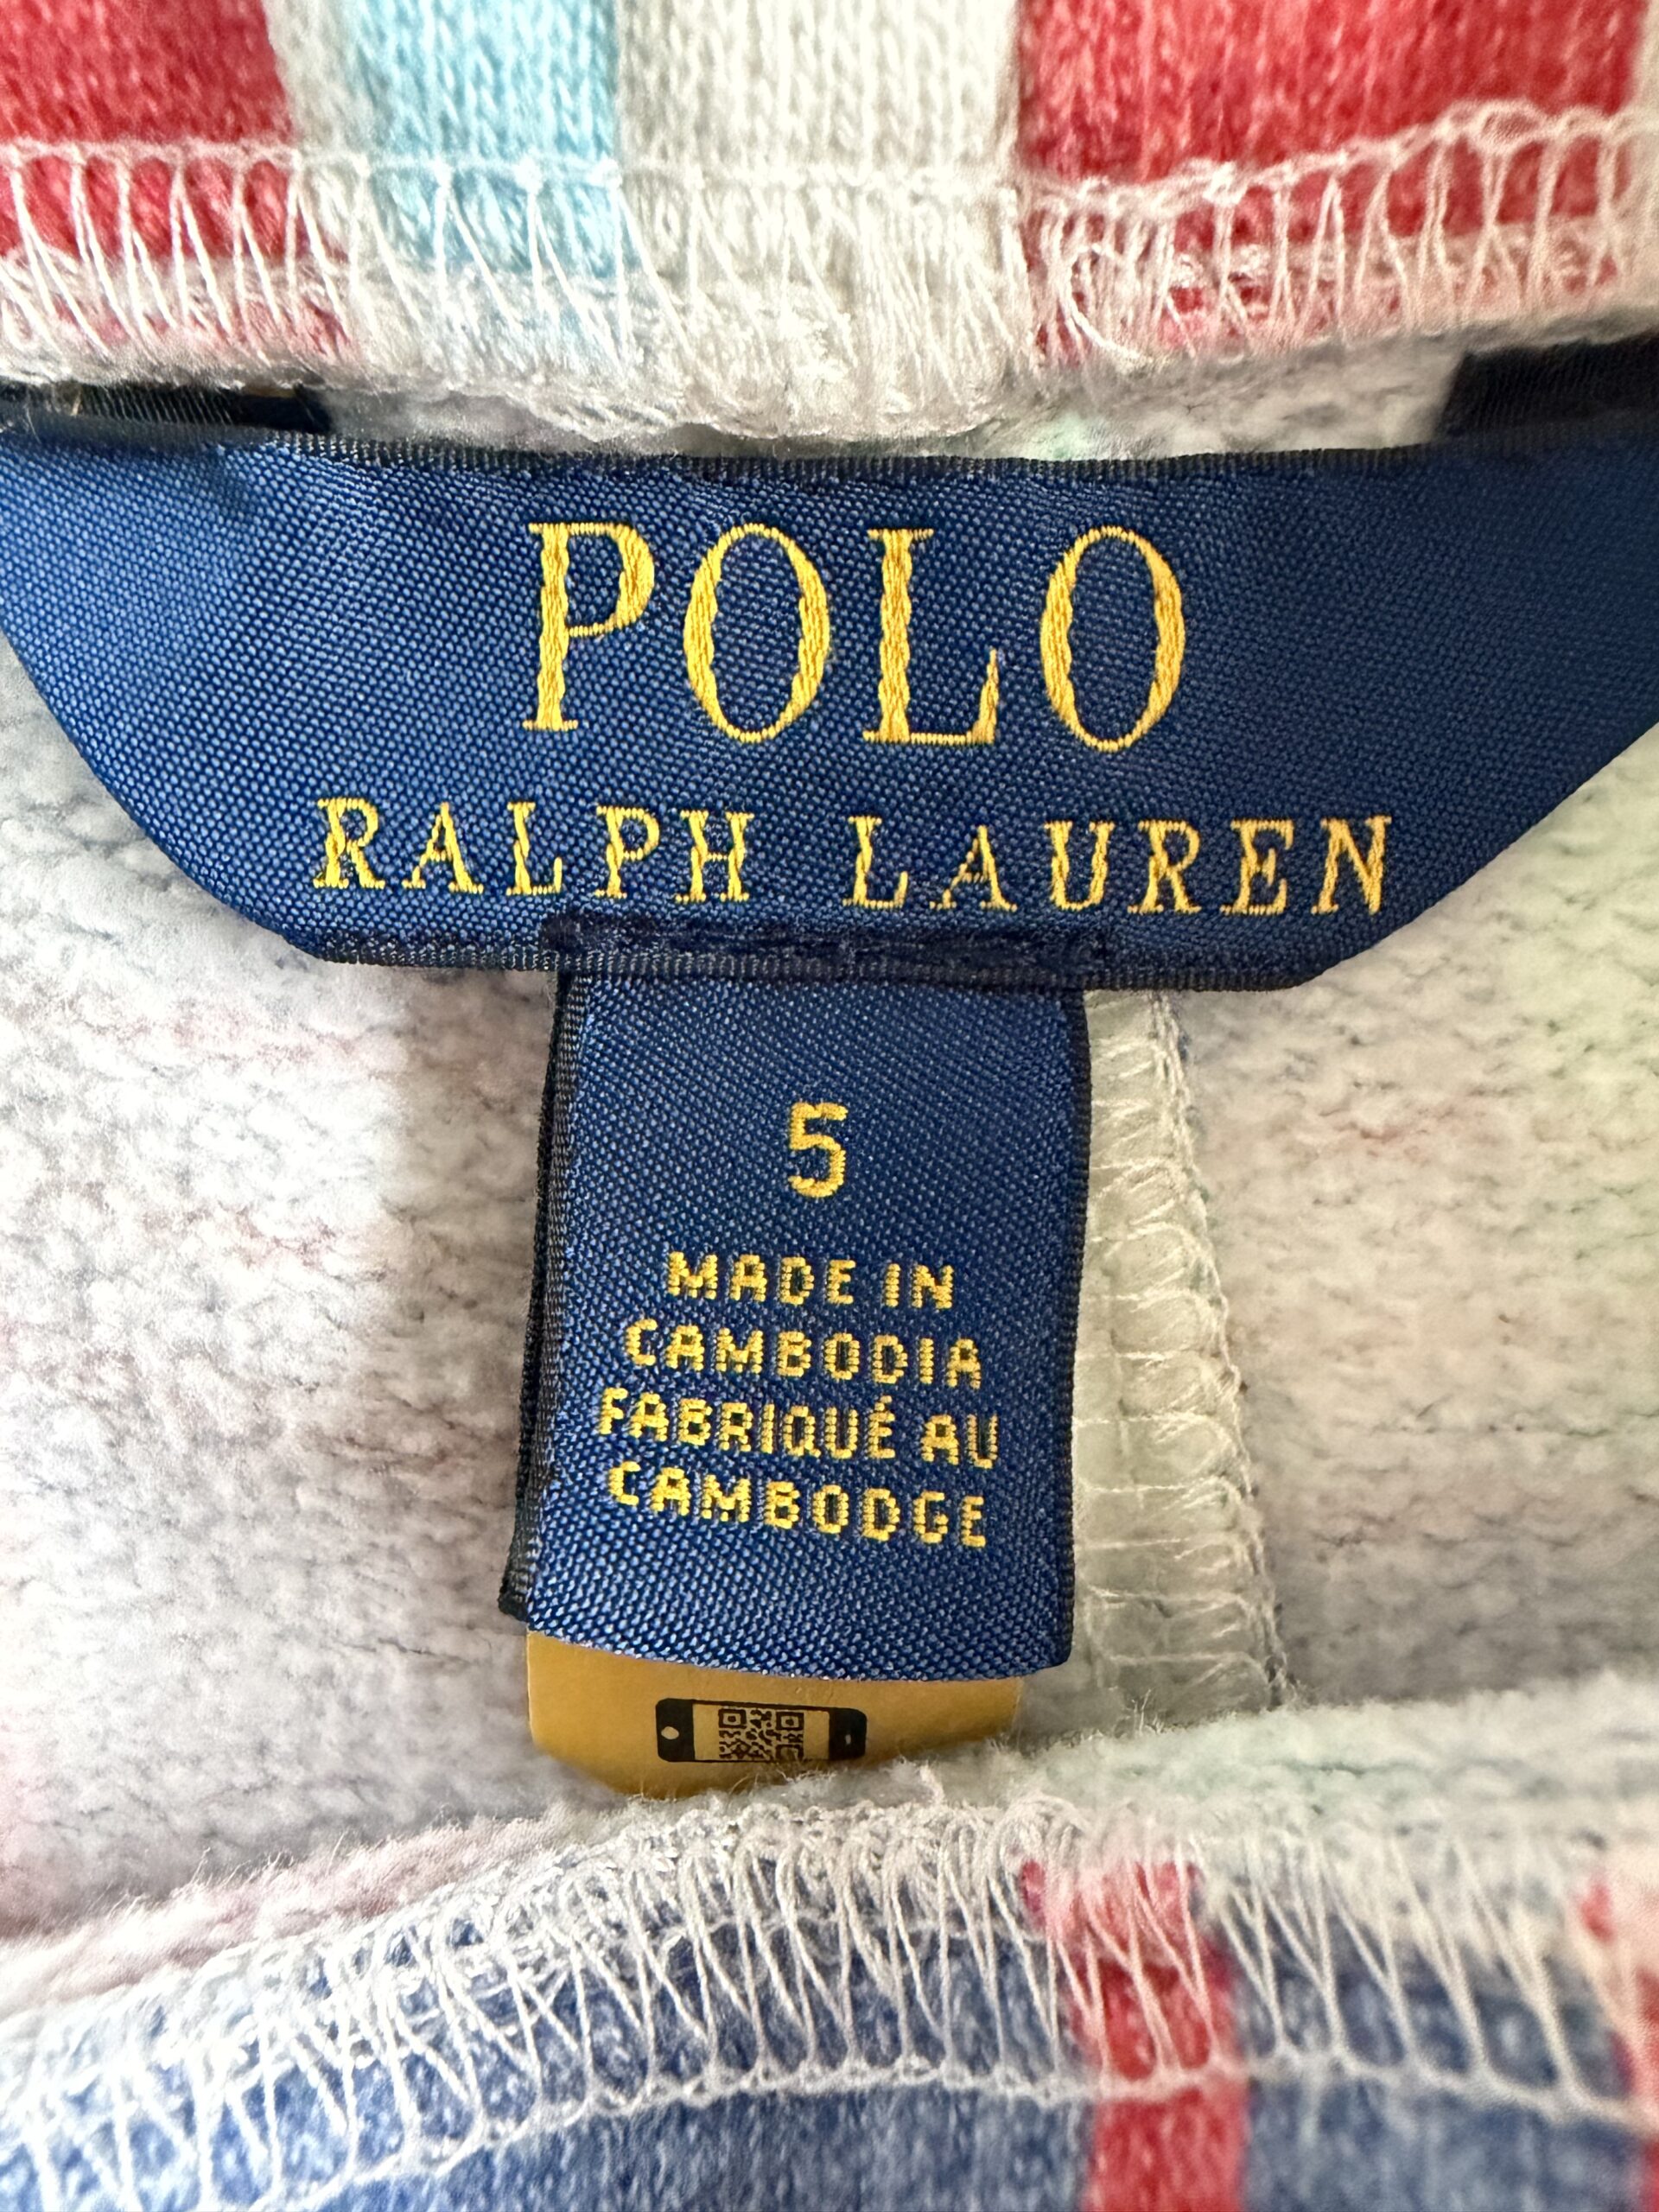 POLO
RALPH LAUREN
5
MADE IN
CAMBODIA
FABRIQUÉ AU
CAMBODGE